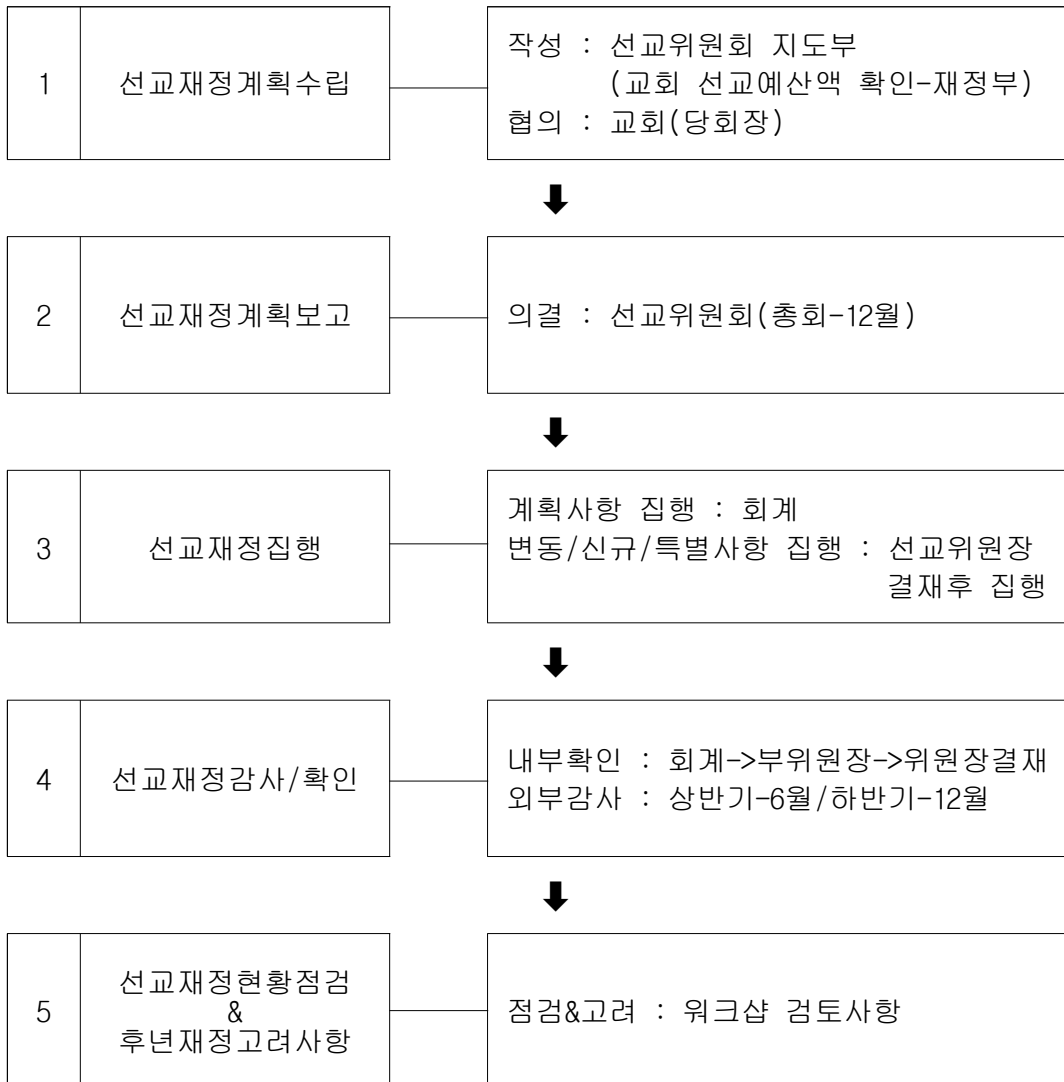 1
선교재정계획수립
작성 : 선교위원회 지도부
(교회 선교예산액 확인-재정부)
협의 : 교회(당회장)
2
선교재정계획보고
의결 : 선교위원회(총회-12월)
3
선교재정집행
계획사항 집행 : 회계
변동/신규/특별사항 집행 : 선교위원장
결재후 집행
4
선교재정감사/확인
내부확인 : 회계->부위원장->위원장결재
외부감사 : 상반기-6월/하반기-12월
5
선교재정현황점검
&
후년재정고려사항
점검&고려 : 워크샵 검토사항